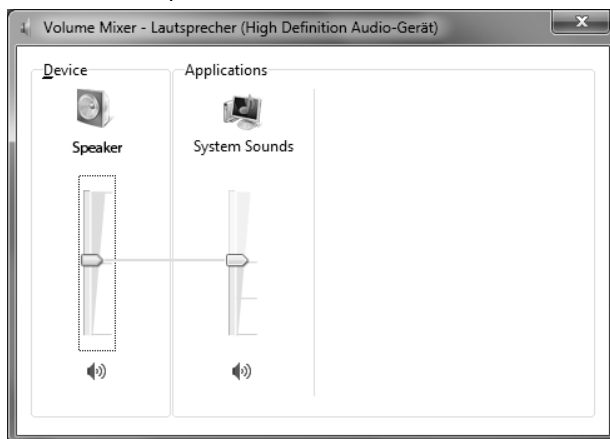 Volume Mixer - Lautsprecher (High Definition Audio-Gerät)
x
Device
Applications
Speaker
System Sounds